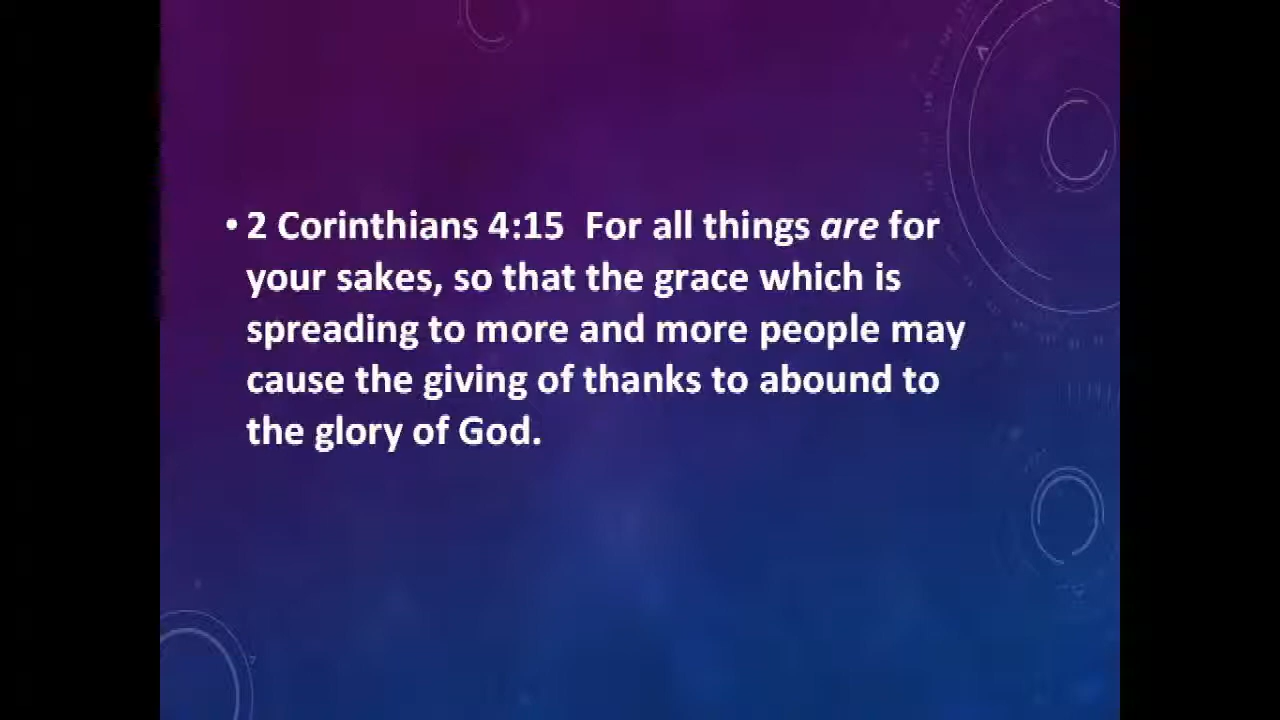 • 2 Corinthians 4:15  For all things are for
your sakes, so that the grace which is
spreading to more and more people may
cause the giving of thanks to abound to
the glory of God.